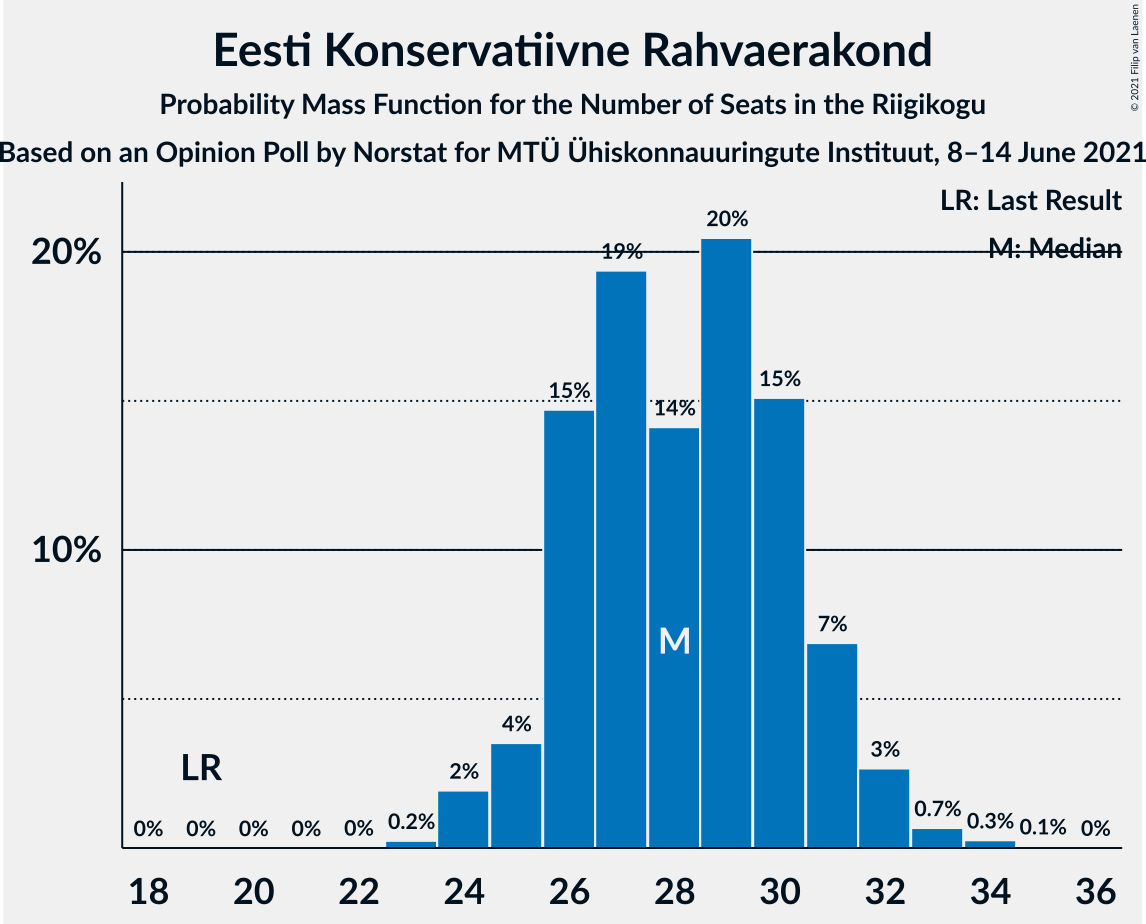 Eesti Konservatiivne Rahvaerakond
Probability Mass Function for the Number of Seats in the Riigikogu
Based on an Opinion Poll by Norstat for MTÜ Ühiskonnauuringute Instituut, 8–14 June 2021
© 2021 Filip van Laenen
LR: Last Result
M: Median
20%
10%
0%
0%
0%
0%
0%
0.2%
2%
4%
15%
19%
14%
20%
15%
7%
3%
0.7%
0.3%
0.1%
0%
LR
M
18 20 22 24 26 28 30 32 34 36